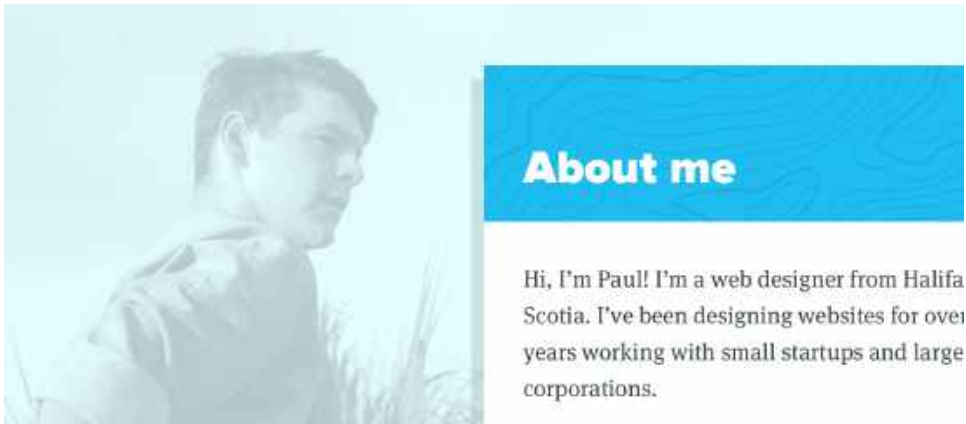 About me
Hi, I'm Paul! I'm a web designer from Halifa
Scotia. I've been designing websites for over
years working with small startups and large
corporations.